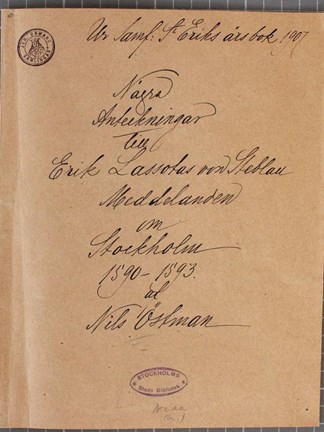 Ur Samf: St Eriks årsbok 1907
Några
Anteckningar
till
Erik Lassotas von Steblau
Meddelanden
om
Stockholm
1590-1593.
af
Nils Östman
STOCKHOLMS
Stads Bibliotek